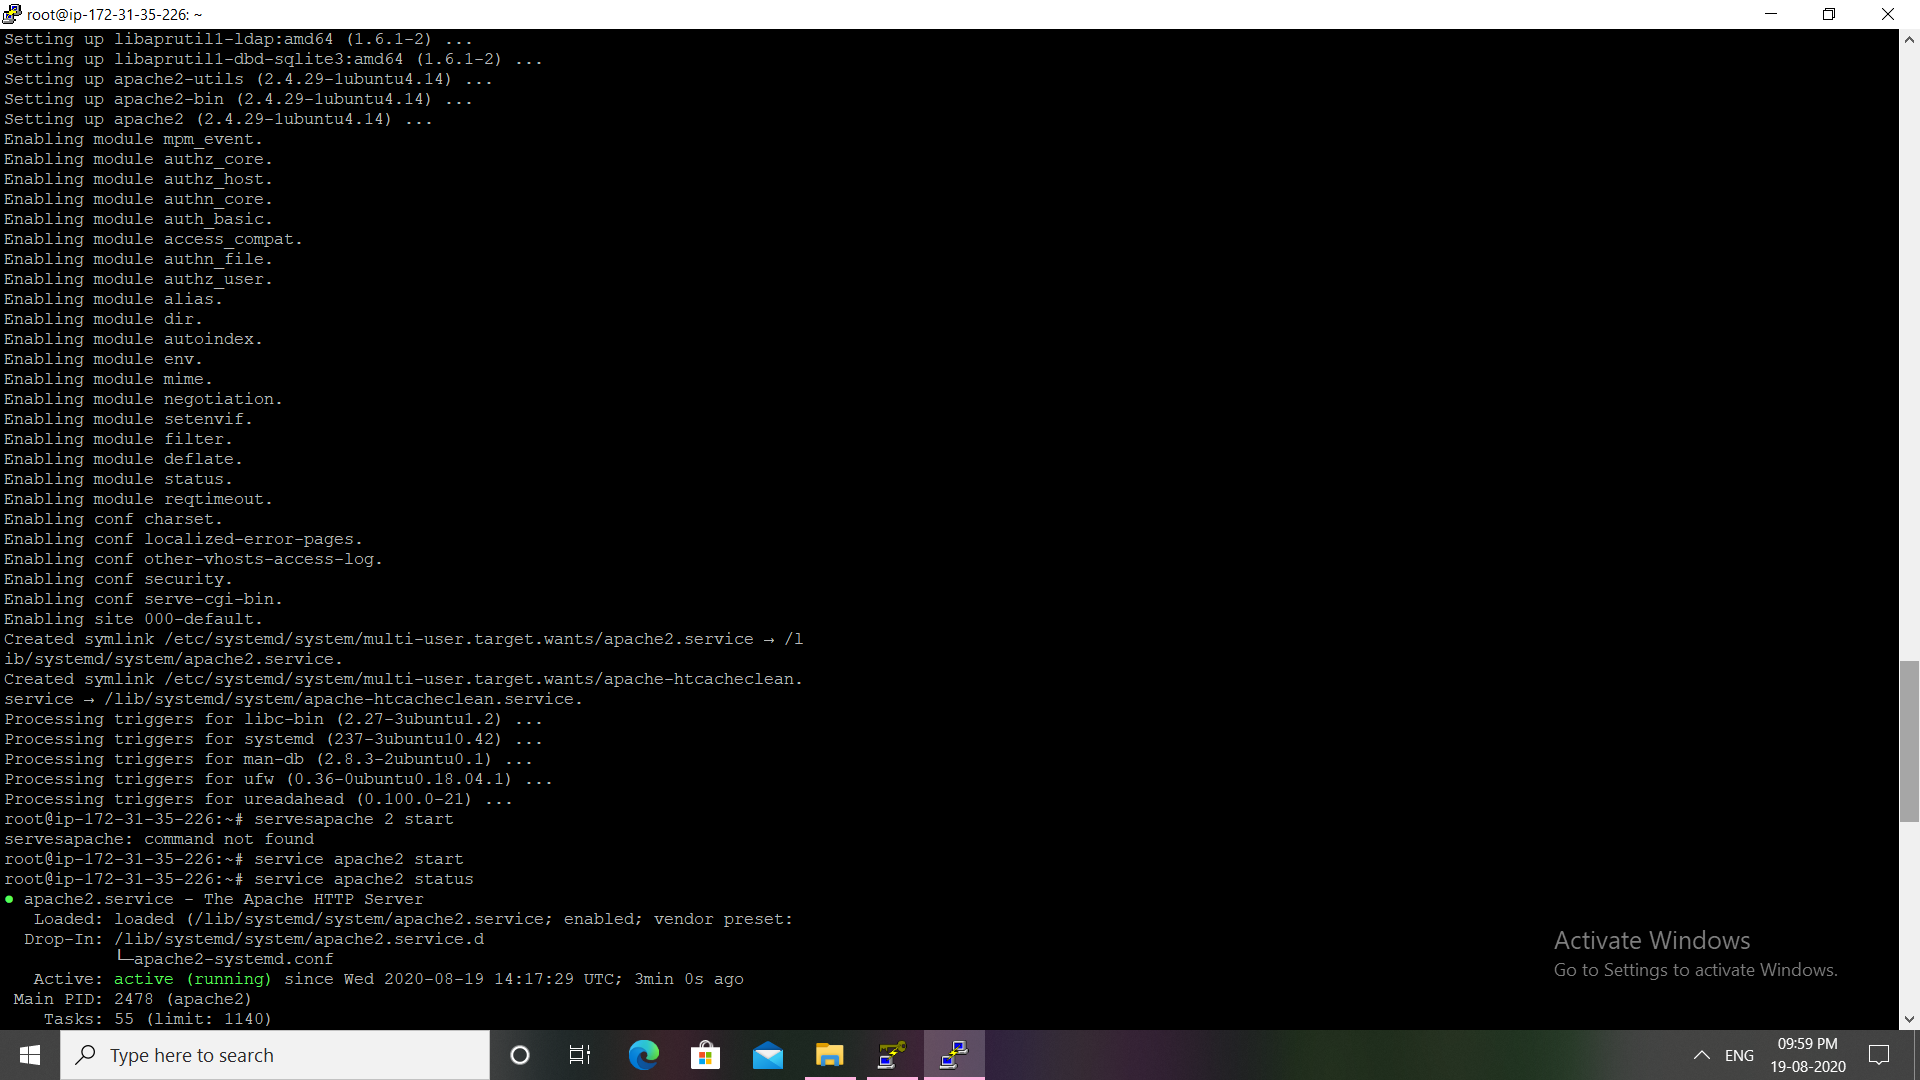 root@ip-172-31-35-226: ~
Setting up libaprutil1-ldap:amd64 (1.6.1-2) ...
Setting up libaprutil1-dbd-sqlite3:amd64 (1.6.1-2) ...
Setting up apache2-utils (2.4.29-1ubuntu4.14) ...
Setting up apache2-bin (2.4.29-1ubuntu4.14) ...
Setting up apache2 (2.4.29-1ubuntu4.14) ...
Enabling module mpm_event.
Enabling module authz_core.
Enabling module authz_host.
Enabling module authn_core.
Enabling module auth_basic.
Enabling module access_compat.
Enabling module authn_file.
Enabling module authz_user.
Enabling module alias.
Enabling module dir.
Enabling module autoindex.
Enabling module env.
Enabling module mime.
Enabling module negotiation.
Enabling module setenvif.
Enabling module filter.
Enabling module deflate.
Enabling module status.
Enabling module reqtimeout.
Enabling conf charset.
Enabling conf localized-error-pages.
Enabling conf other-vhosts-access-log.
Enabling conf security.
Enabling conf serve-cgi-bin.
Enabling site 000-default.
Created symlink /etc/systemd/system/multi-user.target.wants/apache2.service → /l
ib/systemd/system/apache2.service.
Created symlink /etc/systemd/system/multi-user.target.wants/apache-htcacheclean.
service → /lib/systemd/system/apache-htcacheclean.service.
Processing triggers for libc-bin (2.27-3ubuntu1.2) ...
Processing triggers for systemd (237-3ubuntu10.42) ...
Processing triggers for man-db (2.8.3-2ubuntu0.1) ...
Processing triggers for ufw (0.36-0ubuntu0.18.04.1) ...
Processing triggers for ureadahead (0.100.0-21) ...
root@ip-172-31-35-226:~# servesapache 2 start
servesapache: command not found
root@ip-172-31-35-226:~# service apache2 start
root@ip-172-31-35-226:~# service apache2 status
● apache2.service - The Apache HTTP Server
Loaded: loaded (/lib/systemd/system/apache2.service; enabled; vendor preset:
Drop-In: /lib/systemd/system/apache2.service.d
└─apache2-systemd.conf
Active: active (running) since Wed 2020-08-19 14:17:29 UTC; 3min 0s ago
Main PID: 2478 (apache2)
Tasks: 55 (limit: 1140)
Activate Windows
Go to Settings to activate Windows.
Type here to search
ENG
09:59 PM
19-08-2020